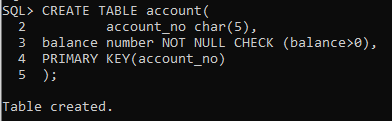 SQL> CREATE TABLE account(
2 account_no char(5),
3 balance number NOT NULL CHECK (balance>0),
4 PRIMARY KEY(account_no)
5 );
Table created.